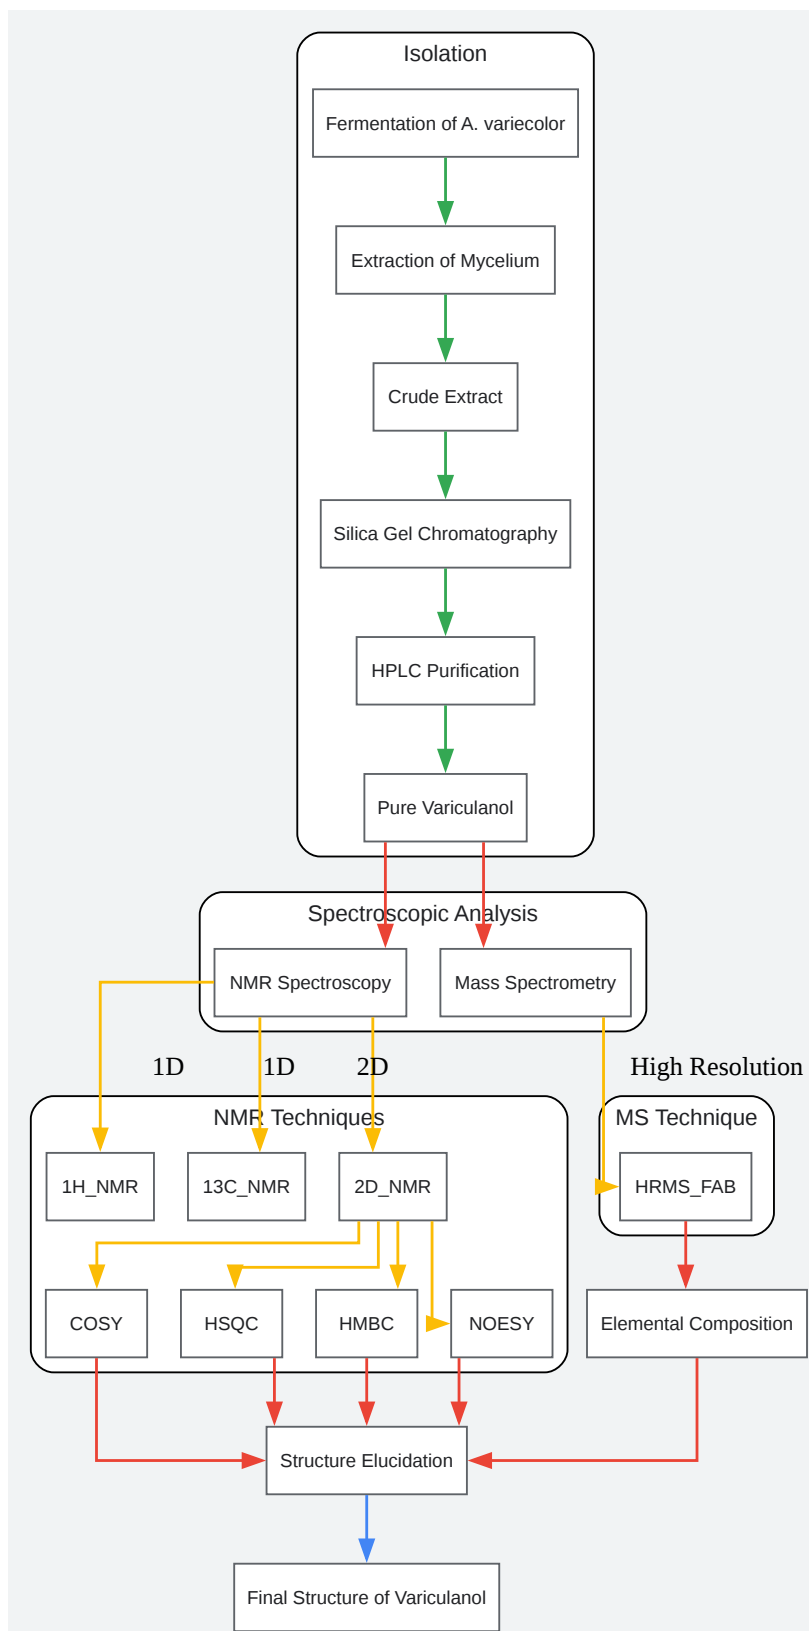 Isolation
Fermentation of A. variecolor
Extraction of Mycelium
Crude Extract
Silica Gel Chromatography
HPLC Purification
Pure Variculanol
Spectroscopic Analysis
NMR Spectroscopy
Mass Spectrometry
1D
1D
2D
High Resolution
NMR Techniques
MS Technique
1H_NMR
13C_NMR
2D_NMR
HRMS_FAB
COSY
HSQC
HMBC
NOESY
Elemental Composition
Structure Elucidation
Final Structure of Variculanol